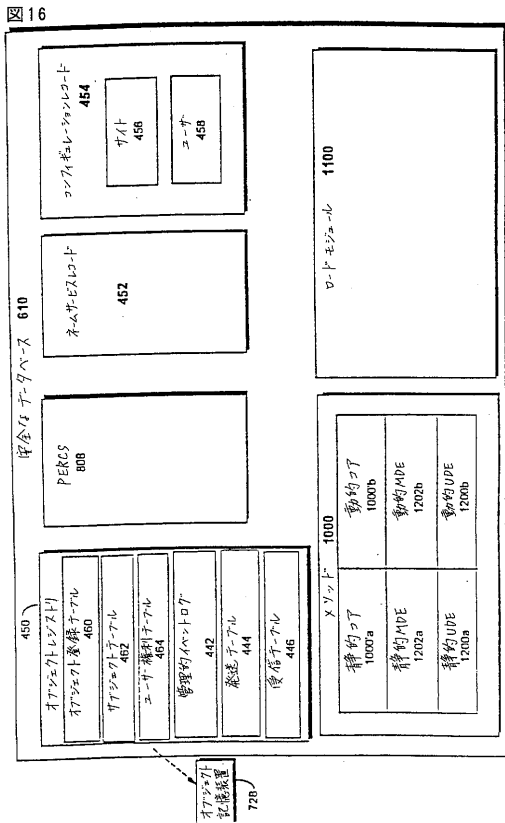 図16
安全なデータベース 610
450
オブジェクトレジストリ
オブジェクト登録テーブル
460
サブジェクトテーブル
462
ユーザー権利テーブル
464
管理的イベントログ
442
発送テーブル
444
受信テーブル
446
オブジェクト
記憶装置
728
PERCS
808
ネームサービスレコード
452
コンフィギュレーションレコード
454
サイト
456
ユーザー
458
メソッド 1000
静的コア
1000'a
動的コア
1000'b
静的MDE
1202a
動的MDE
1202b
静的UDE
1200a
動的UDE
1200b
ロードモジュール 1100